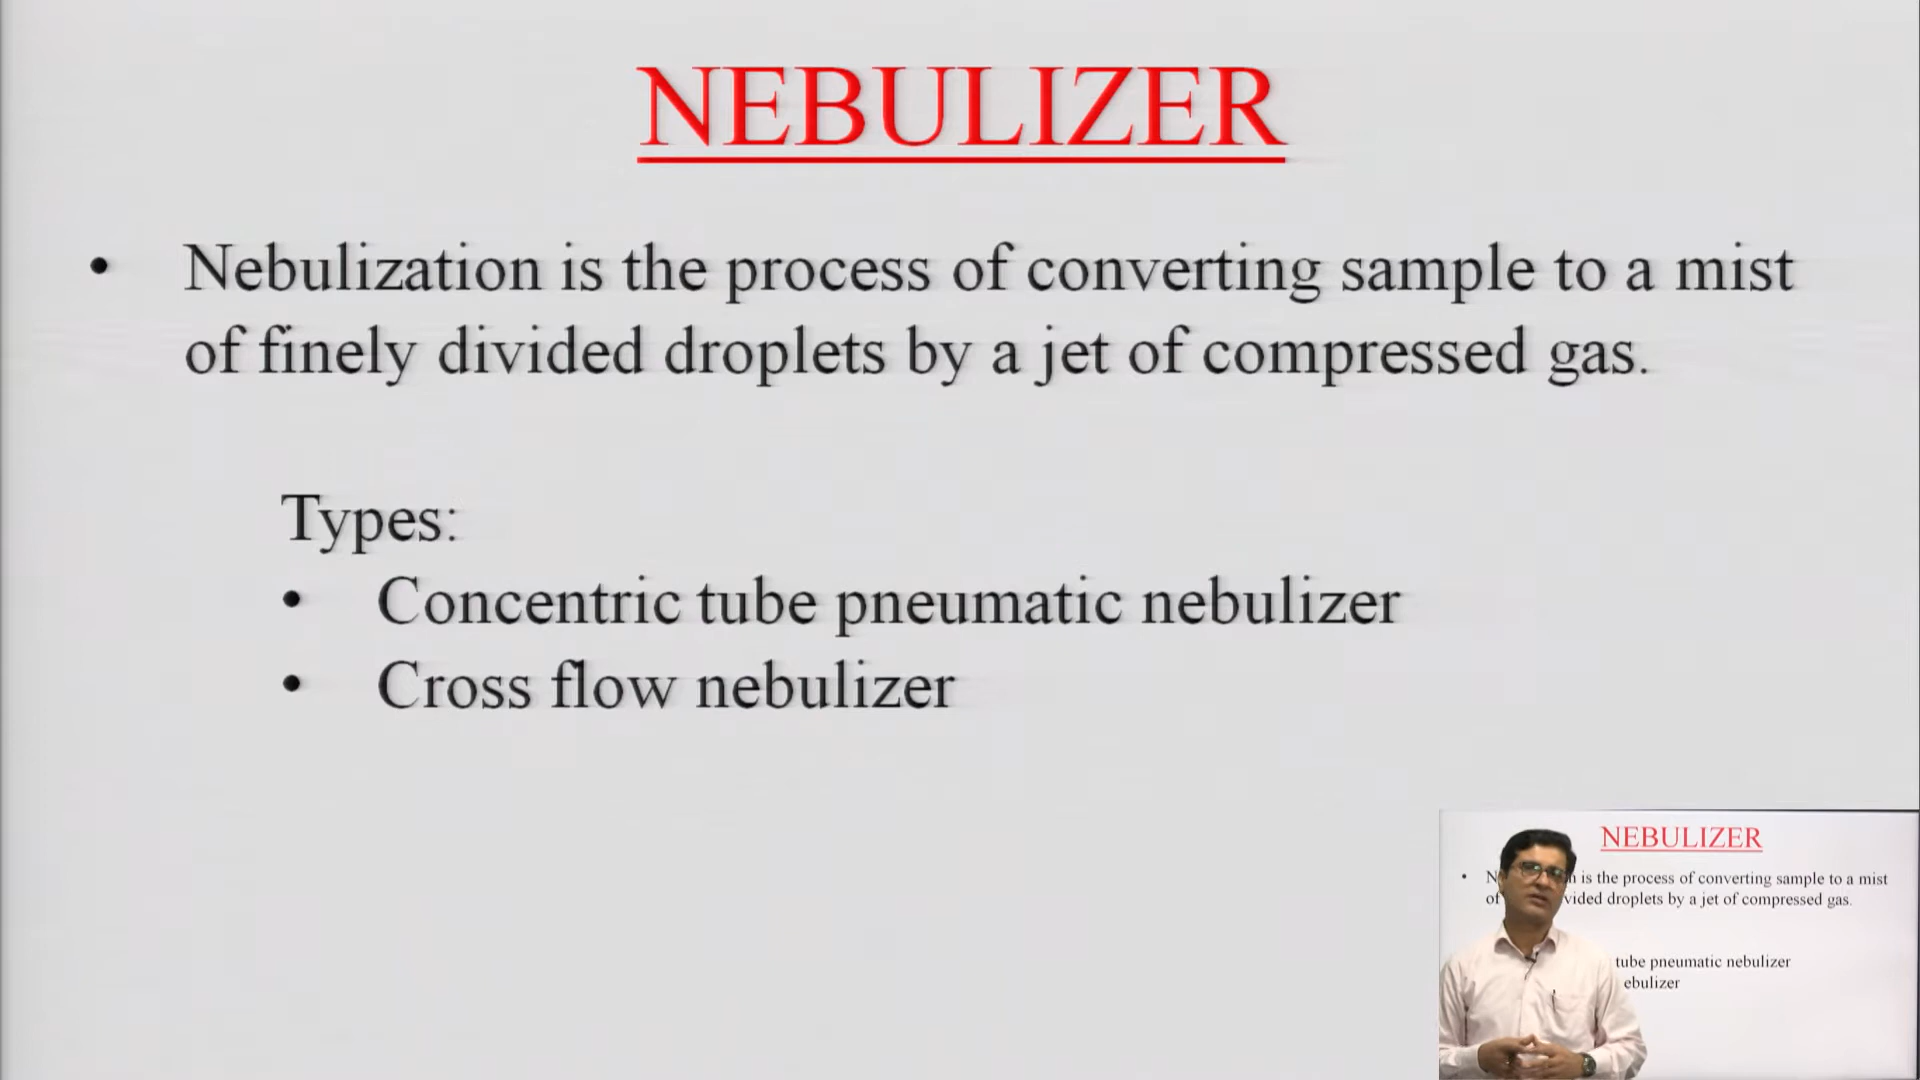 NEBULIZER
• Nebulization is the process of converting sample to a mist
of finely divided droplets by a jet of compressed gas.
Types:
• Concentric tube pneumatic nebulizer
• Cross flow nebulizer
NEBULIZER
• is the process of converting sample to a mist
of droplets by a jet of compressed gas.
tube pneumatic nebulizer